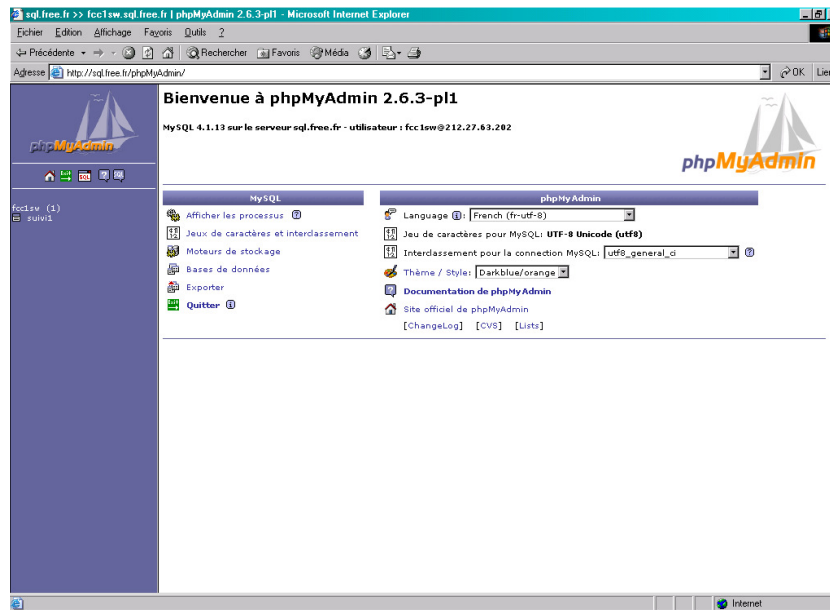 sql.free.fr >> fcc1sw.sql.free.fr | phpMyAdmin 2.6.3-pl1 - Microsoft Internet Explorer
Fichier Edition Affichage Favoris Outils ?
Précédente Rechercher Favoris Média
Adresse http://sql.free.fr/phpMyAdmin/ OK Lien
phpMyAdmin
fcc1sw (1)
suivi1
Bienvenue à phpMyAdmin 2.6.3-pl1
MySQL 4.1.13 sur le serveur sql.free.fr - utilisateur : fcc1sw@212.27.63.202
phpMyAdmin
MySQL
Afficher les processus
Jeux de caractères et interclassement
Moteurs de stockage
Bases de données
Exporter
Quitter
phpMyAdmin
Language : French (fr-utf-8)
Jeu de caractères pour MySQL: UTF-8 Unicode (utf8)
Interclassement pour la connection MySQL: utf8_general_ci
Thème / Style: Darkblue/orange
Documentation de phpMyAdmin
Site officiel de phpMyAdmin
[ChangeLog] [CVS] [Lists]
Internet